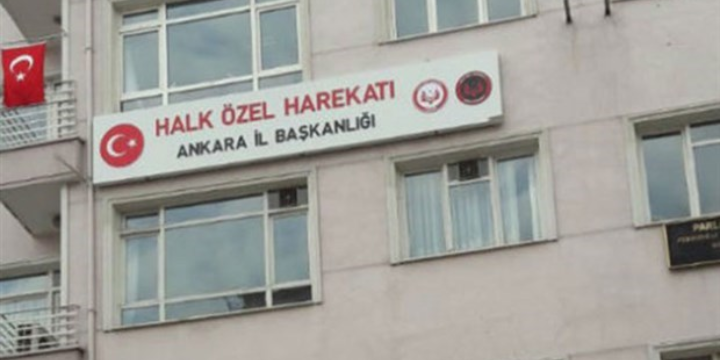 HALK ÖZEL HAREKATI
ANKARA İL BAŞKANLIĞI